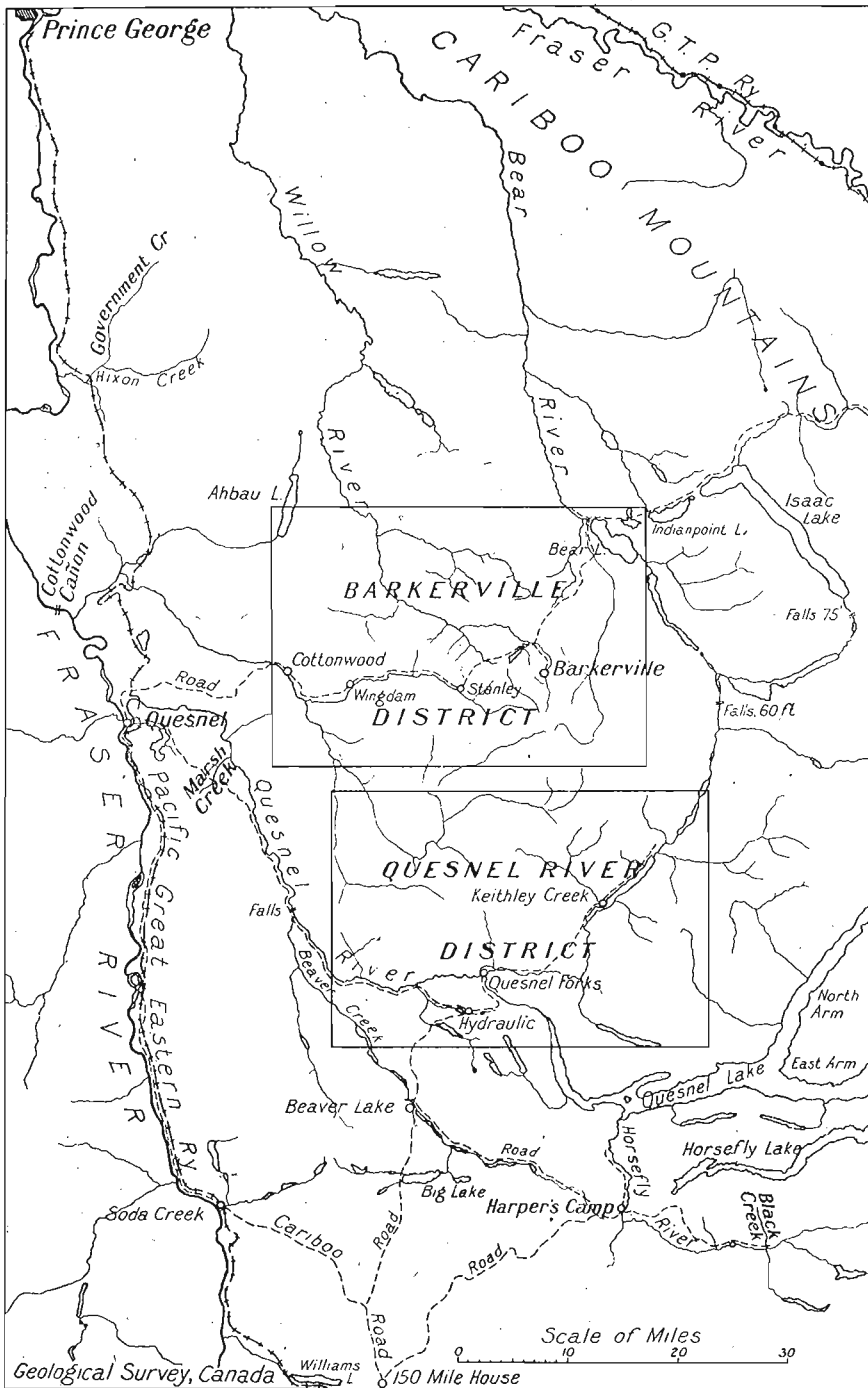 Prince George
G.T.P. Ry
Fraser River
CARIBOO MOUNTAINS
Bear River
Willow River
Government Cr
Hixon Creek
Ahbau L.
Cottonwood Cañon
Isaac Lake
Indianpoint L.
Bear L.
BARKERVILLE
DISTRICT
Falls 75'
Cottonwood
Barkerville
Wingdam
Stanley
Road
Falls. 60 ft
Quesnel
Marsh Creek
FRASER RIVER
Pacific Great Eastern Ry
Quesnel River
QUESNEL RIVER
DISTRICT
Keithley Creek
Falls
Beaver Creek
Quesnel Forks
Hydraulic
North Arm
East Arm
Quesnel Lake
Beaver Lake
Horsefly River
Road
Horsefly Lake
Big Lake
Harper's Camp
Black Creek
Soda Creek
Cariboo Road
Road
Road
Scale of Miles
0 10 20 30
Geological Survey, Canada
Williams L
150 Mile House